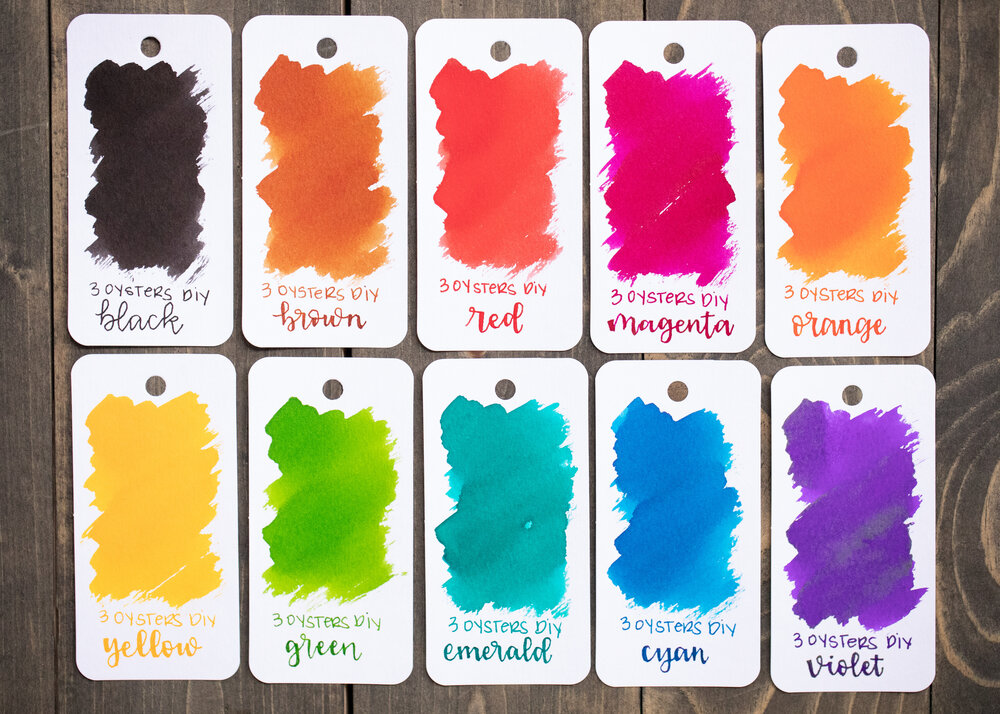 3 OYSTERS DiY
black
3 OYSTERS DiY
brown
3 OYSTERS DiY
red
3 OYSTERS DiY
magenta
3 OYSTERS DiY
orange
3 OYSTERS DiY
yellow
3 OYSTERS DiY
green
3 OYSTERS DiY
emerald
3 OYSTERS DiY
cyan
3 OYSTERS DiY
violet